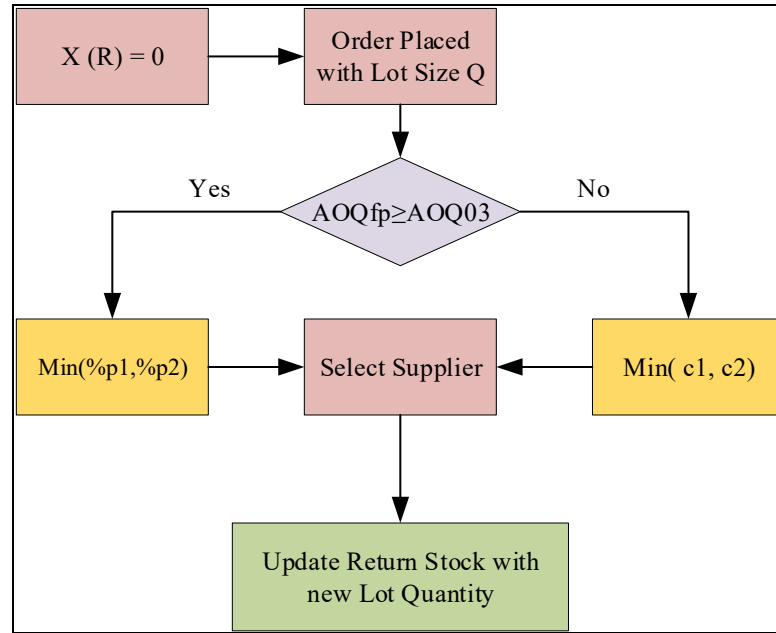 X (R) = 0
Order Placed
with Lot Size Q
Yes
No
AOQfp≥AOQ03
Min(%p1,%p2)
Select Supplier
Min( c1, c2)
Update Return Stock with
new Lot Quantity